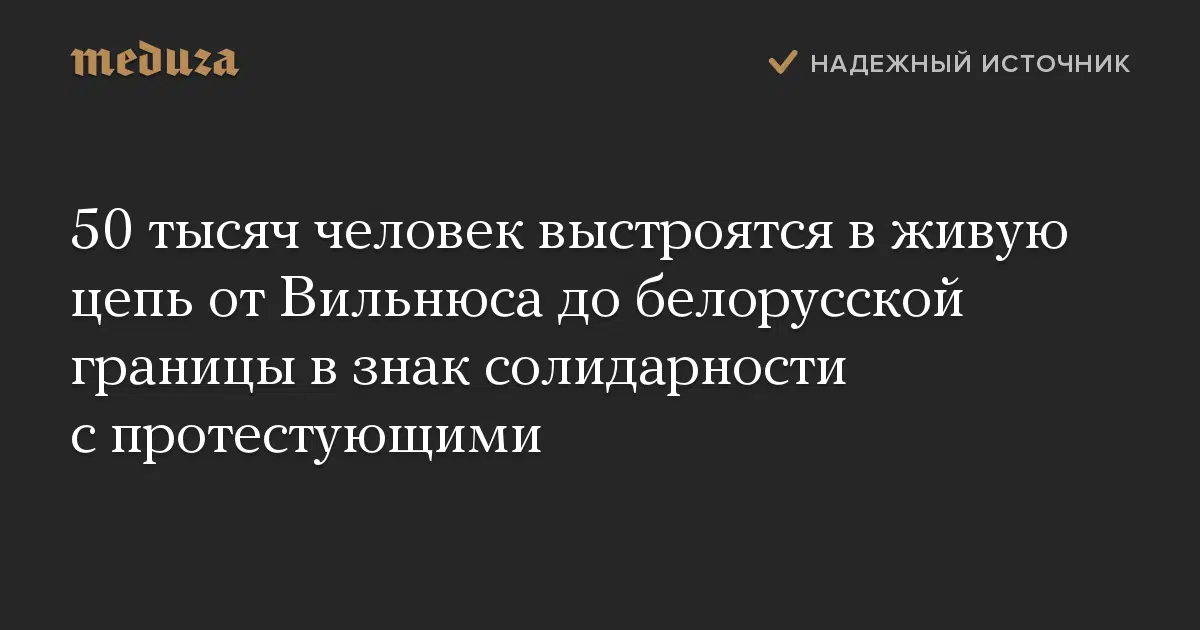 meduza
НАДЕЖНЫЙ ИСТОЧНИК
50 тысяч человек выстроятся в живую
цепь от Вильнюса до белорусской
границы в знак солидарности
с протестующими